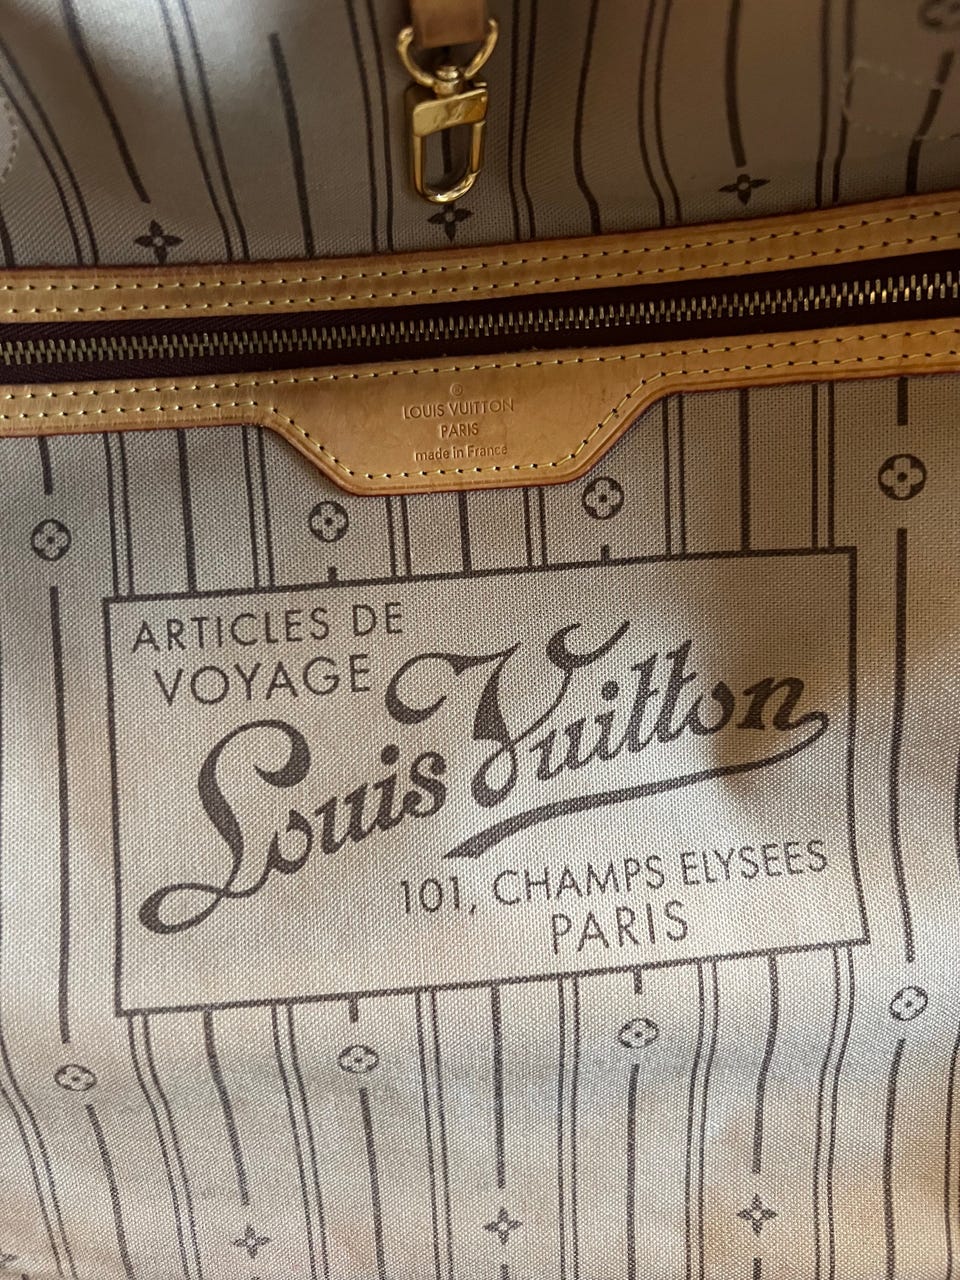 LOUIS VUITTON
PARIS
made in France
ARTICLES DE
VOYAGE
Louis Vuitton
101, CHAMPS ELYSEES
PARIS